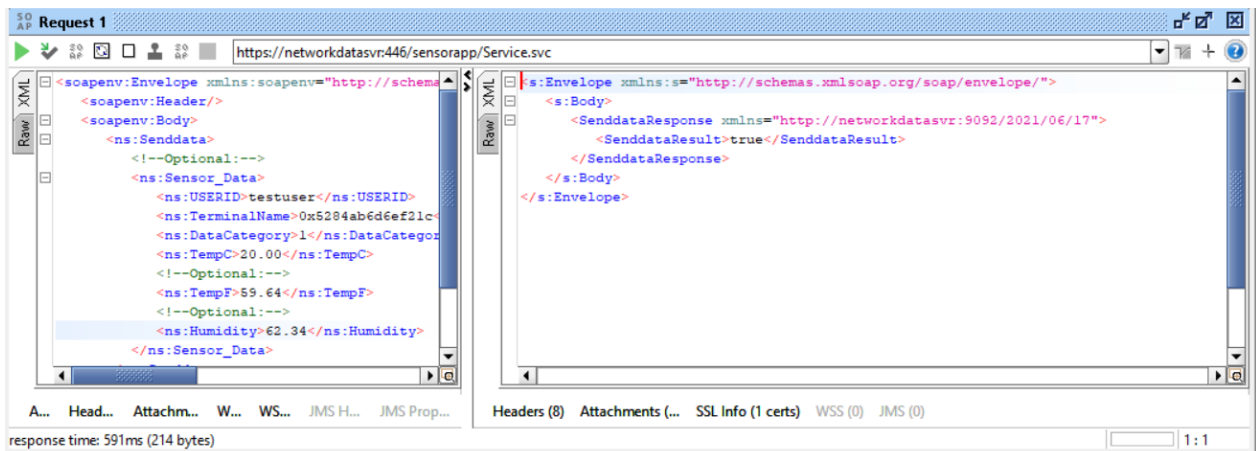 SO AP Request 1
https://networkdatasvr:446/sensorapp/Service.svc
XML
Raw
<soapenv:Envelope xmlns:soapenv="http://schema
<soapenv:Header/>
<soapenv:Body>
<ns:Senddata>
<!--Optional:-->
<ns:Sensor_Data>
<ns:USERID>testuser</ns:USERID>
<ns:TerminalName>0x5284ab6d6ef21c<
<ns:DataCategory>1</ns:DataCategor
<ns:TempC>20.00</ns:TempC>
<!--Optional:-->
<ns:TempF>59.64</ns:TempF>
<!--Optional:-->
<ns:Humidity>62.34</ns:Humidity>
</ns:Sensor_Data>
A... Head... Attachm... W... WS... JMS H... JMS Prop...
XML
Raw
<s:Envelope xmlns:s="http://schemas.xmlsoap.org/soap/envelope/">
<s:Body>
<SenddataResponse xmlns="http://networkdatasvr:9092/2021/06/17">
<SenddataResult>true</SenddataResult>
</SenddataResponse>
</s:Body>
</s:Envelope>
Headers (8) Attachments (... SSL Info (1 certs) WSS (0) JMS (0)
response time: 591ms (214 bytes)
1 : 1